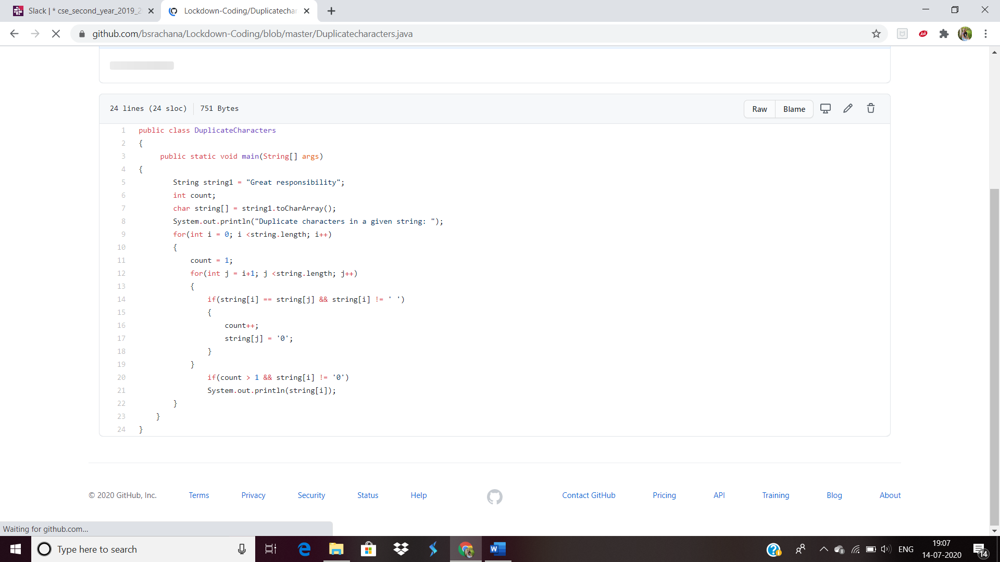 Slack | * cse_second_year_2019_2
Lockdown-Coding/Duplicatechar
github.com/bsrachana/Lockdown-Coding/blob/master/Duplicatecharacters.java
Ask
24 lines (24 sloc) 751 Bytes
Raw Blame
1 public class DuplicateCharacters
2 {
3 public static void main(String[] args)
4 {
5 String string1 = "Great responsibility";
6 int count;
7 char string[] = string1.toCharArray();
8 System.out.println("Duplicate characters in a given string: ");
9 for(int i = 0; i <string.length; i++)
10 {
11 count = 1;
12 for(int j = i+1; j <string.length; j++)
13 {
14 if(string[i] == string[j] && string[i] != ' ')
15 {
16 count++;
17 string[j] = '0';
18 }
19 }
20 if(count > 1 && string[i] != '0')
21 System.out.println(string[i]);
22 }
23 }
24 }
© 2020 GitHub, Inc. Terms Privacy Security Status Help Contact GitHub Pricing API Training Blog About
Waiting for github.com...
Type here to search
W
ENG
19:07
14-07-2020
14